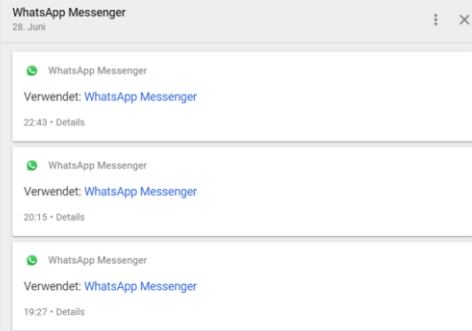 WhatsApp Messenger
28. Juni
WhatsApp Messenger
Verwendet: WhatsApp Messenger
22:43 • Details
WhatsApp Messenger
Verwendet: WhatsApp Messenger
20:15 • Details
WhatsApp Messenger
Verwendet: WhatsApp Messenger
19:27 • Details